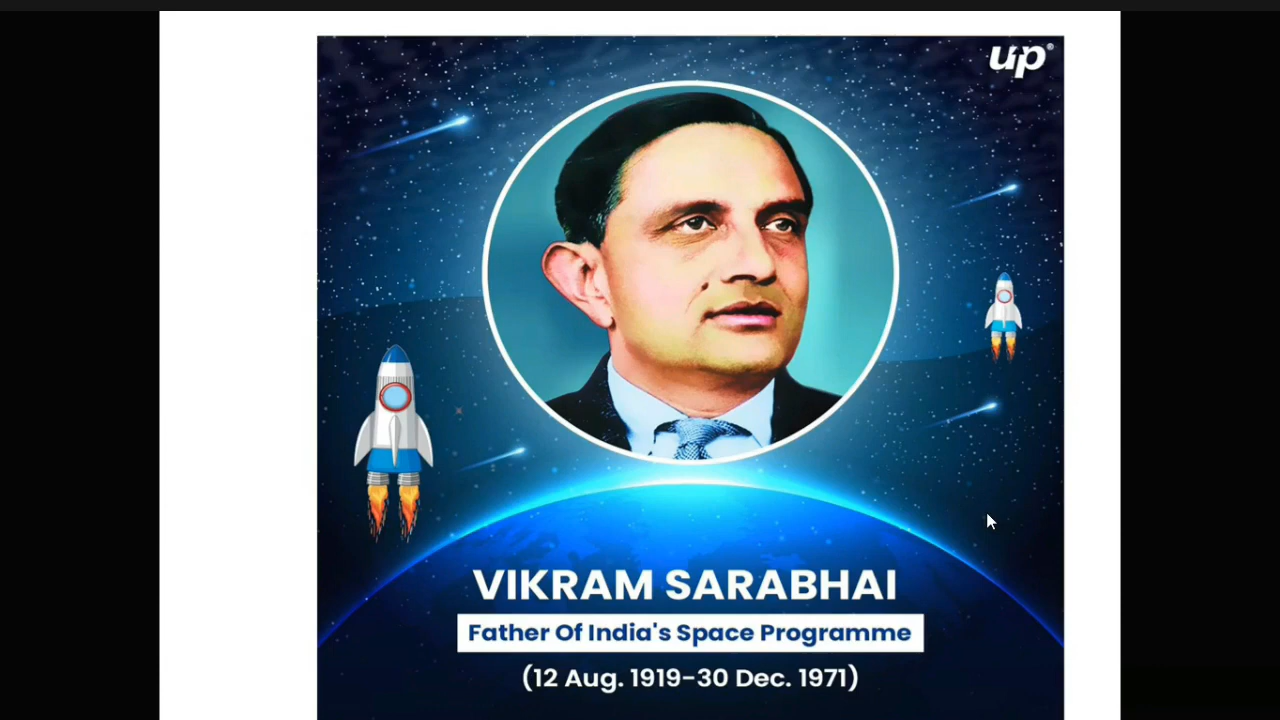 up®
VIKRAM SARABHAI
Father Of India's Space Programme
(12 Aug. 1919-30 Dec. 1971)